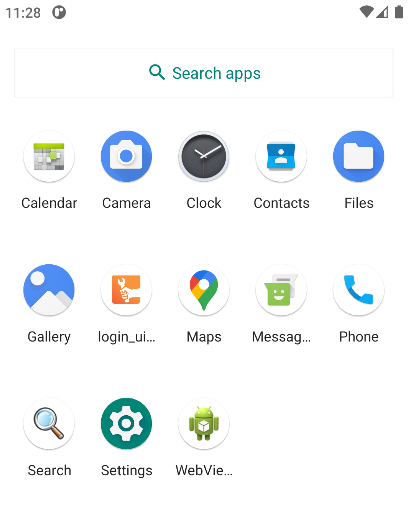 11:28
Search apps
Calendar Camera Clock Contacts Files
Gallery login_ui... Maps Messag... Phone
Search Settings WebVie...